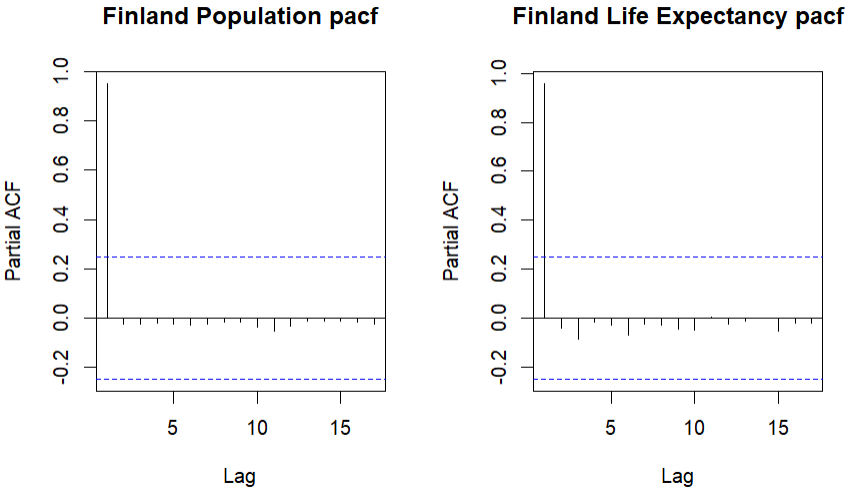 Finland Population pacf
Partial ACF
1.0
0.8
0.6
0.4
0.2
0.0
-0.2
5 10 15
Lag
Finland Life Expectancy pacf
Partial ACF
1.0
0.8
0.6
0.4
0.2
0.0
-0.2
5 10 15
Lag